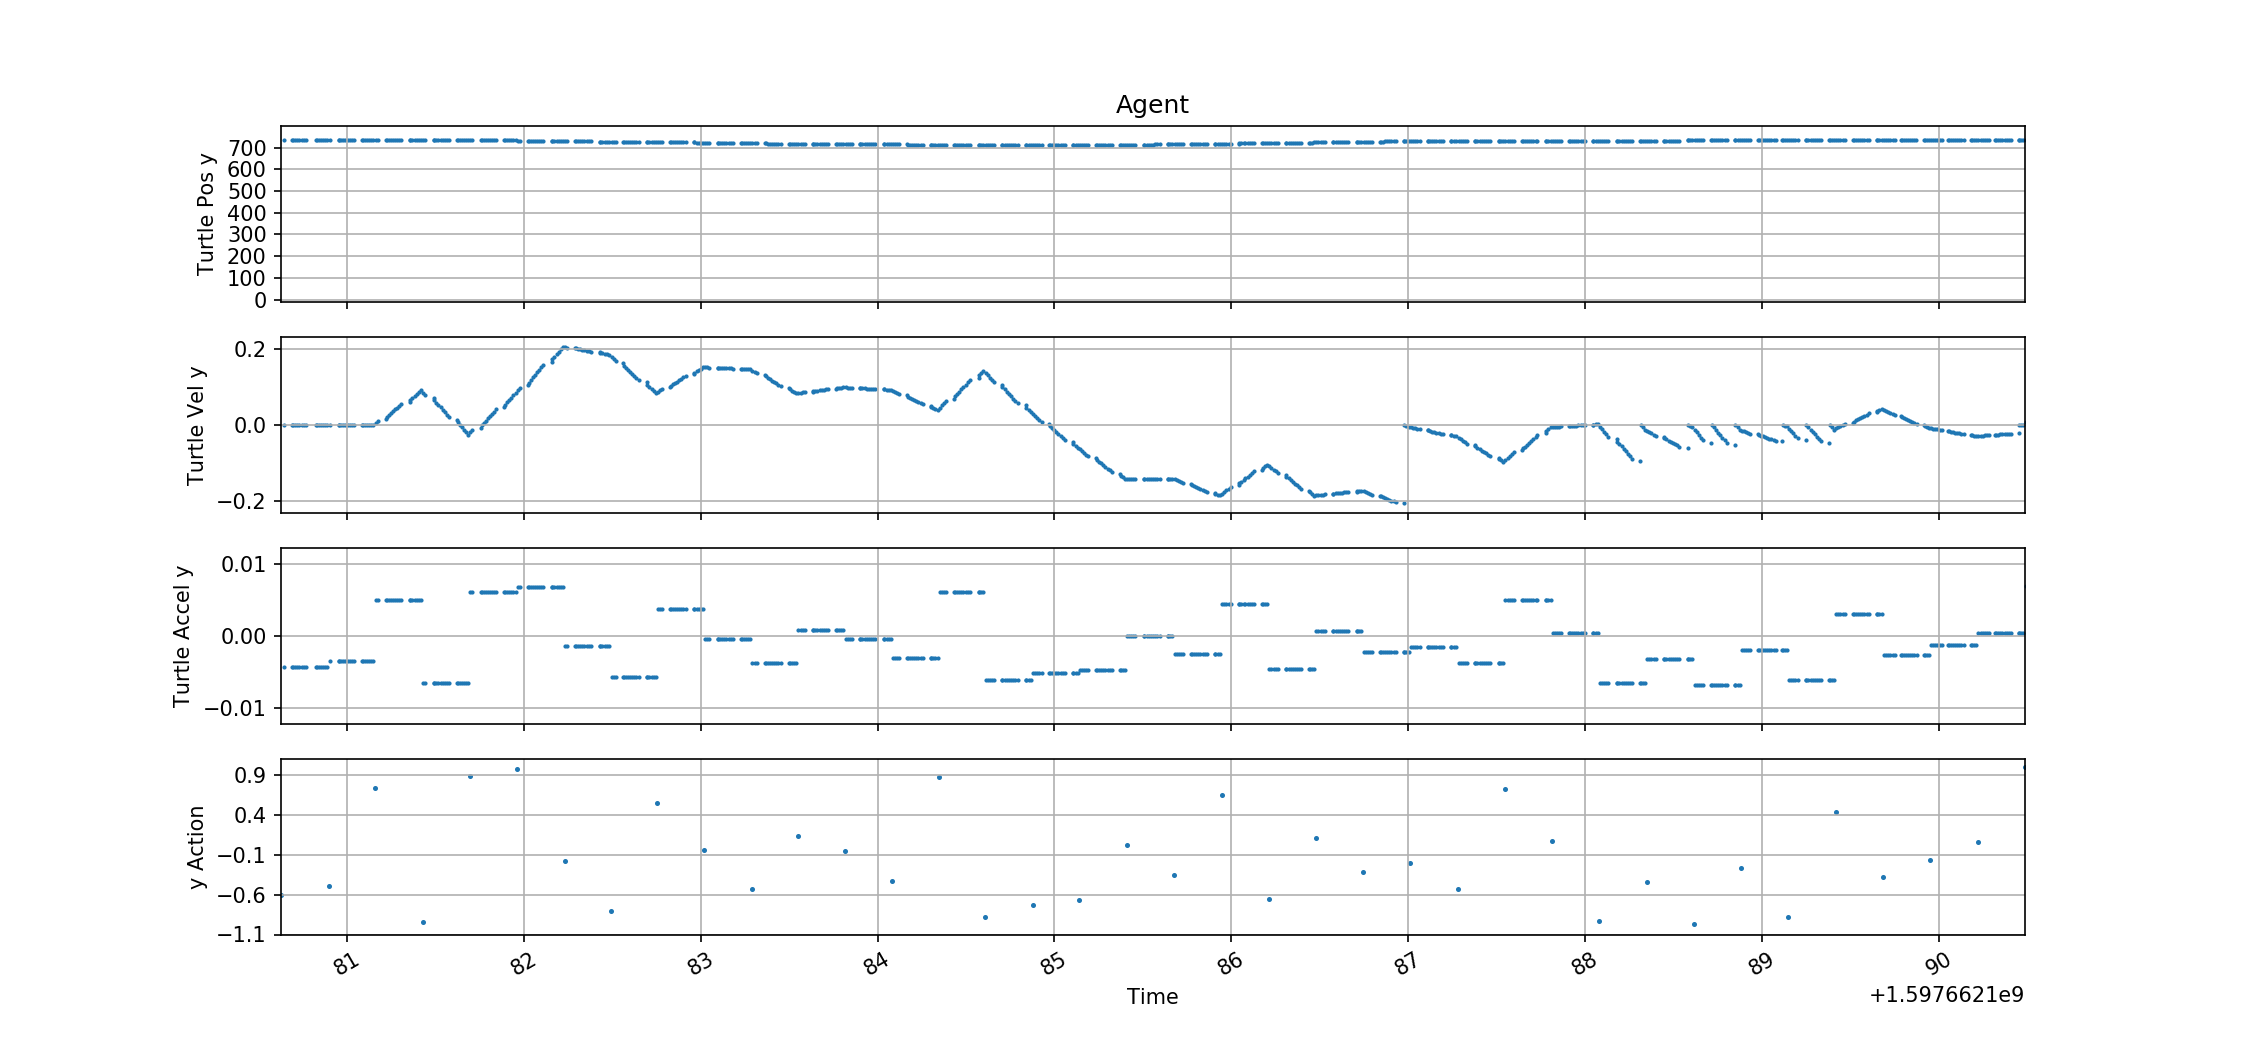 Agent
Turtle Pos y
700
600
500
400
300
200
100
0
Turtle Vel y
0.2
0.0
−0.2
Turtle Accel y
0.01
0.00
−0.01
y Action
0.9
0.4
−0.1
−0.6
−1.1
81 82 83 84 85 86 87 88 89 90
Time
+1.5976621e9